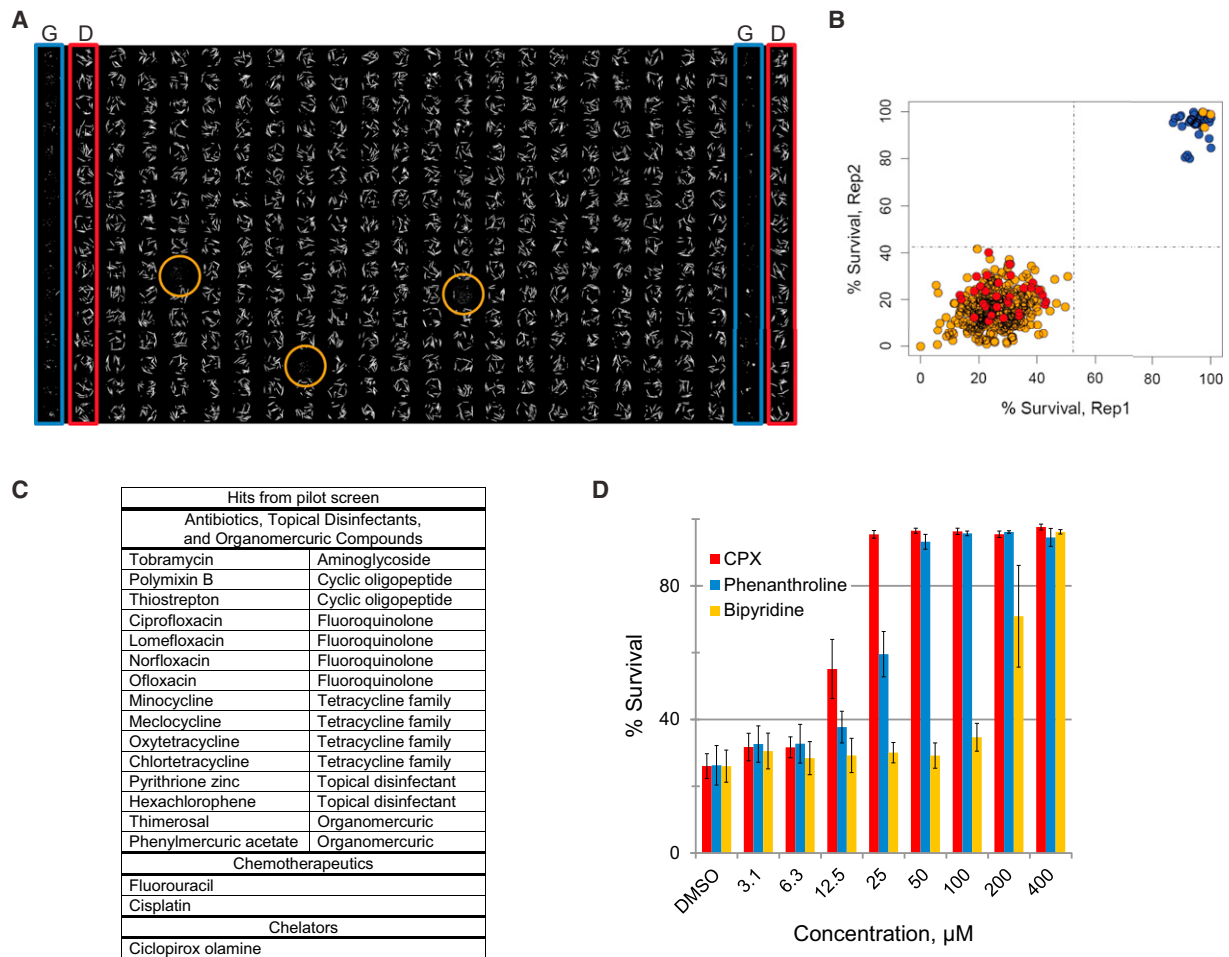 A
G D G D
B
% Survival, Rep2
100
80
60
40
20
0
0 20 40 60 80 100
% Survival, Rep1
C
Hits from pilot screen
Antibiotics, Topical Disinfectants,
and Organomercuric Compounds
Tobramycin Aminoglycoside
Polymixin B Cyclic oligopeptide
Thiostrepton Cyclic oligopeptide
Ciprofloxacin Fluoroquinolone
Lomefloxacin Fluoroquinolone
Norfloxacin Fluoroquinolone
Ofloxacin Fluoroquinolone
Minocycline Tetracycline family
Meclocycline Tetracycline family
Oxytetracycline Tetracycline family
Chlortetracycline Tetracycline family
Pyrithrione zinc Topical disinfectant
Hexachlorophene Topical disinfectant
Thimerosal Organomercuric
Phenylmercuric acetate Organomercuric
Chemotherapeutics
Fluorouracil
Cisplatin
Chelators
Ciclopirox olamine
D
% Survival
80
40
0
CPX
Phenanthroline
Bipyridine
DMSO 3.1 6.3 12.5 25 50 100 200 400
Concentration, µM